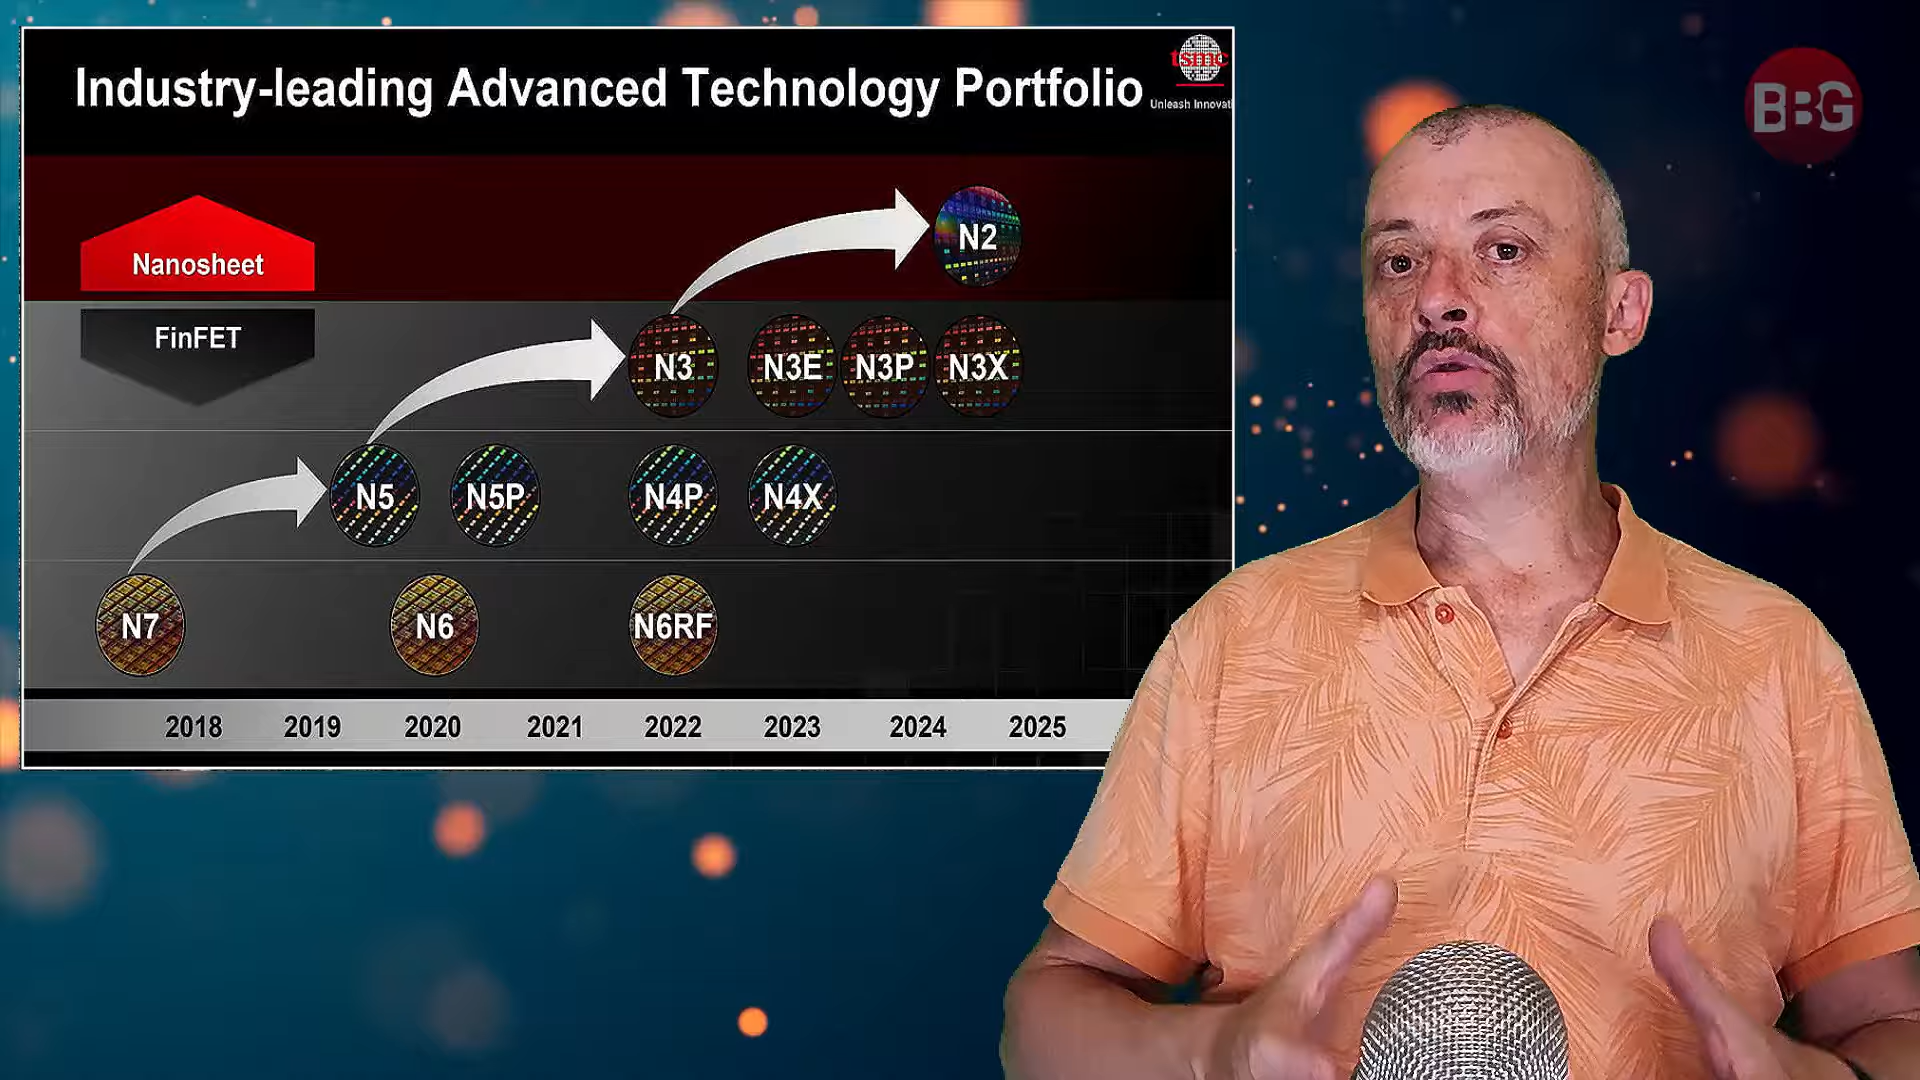 Industry-leading Advanced Technology Portfolio
tsmc
Unleash Innovat
BBG
Nanosheet
N2
FinFET
N3 N3E N3P N3X
N5 N5P N4P N4X
N7 N6 N6RF
2018 2019 2020 2021 2022 2023 2024 2025